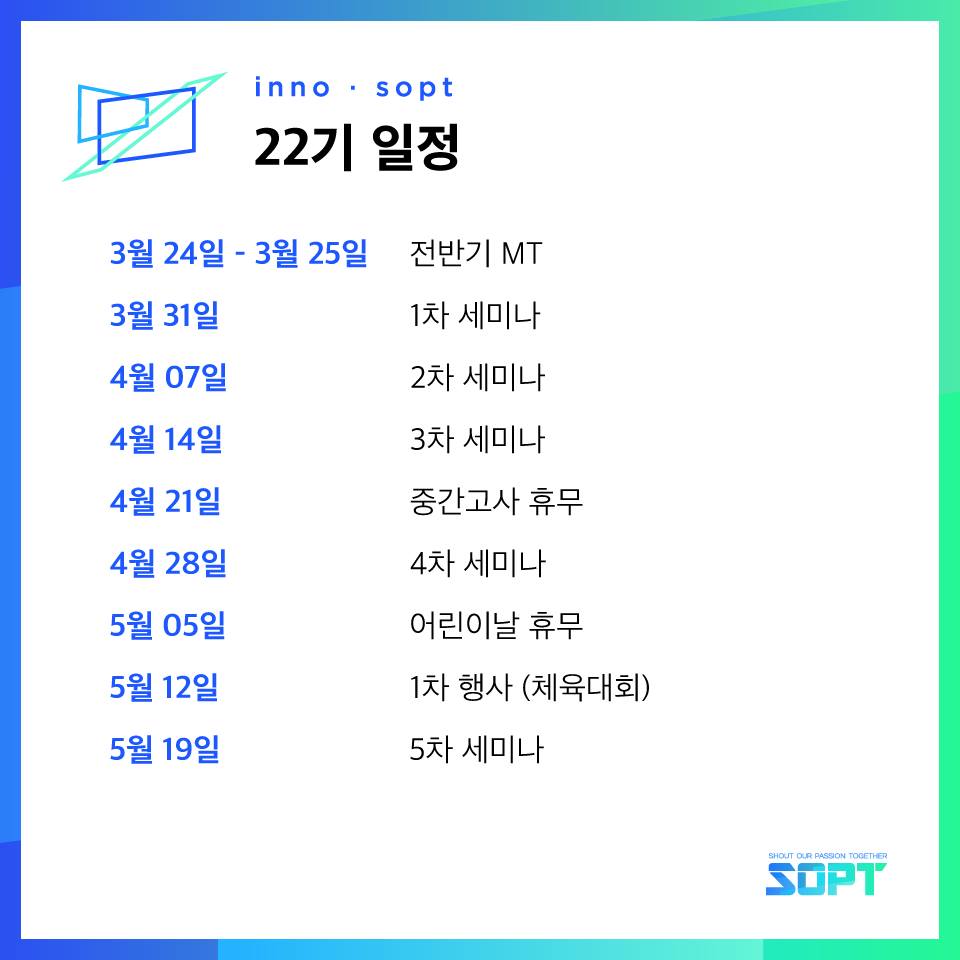 inno · sopt
22기 일정
3월 24일 - 3월 25일 전반기 MT
3월 31일 1차 세미나
4월 07일 2차 세미나
4월 14일 3차 세미나
4월 21일 중간고사 휴무
4월 28일 4차 세미나
5월 05일 어린이날 휴무
5월 12일 1차 행사 (체육대회)
5월 19일 5차 세미나
SHOUT OUR PASSION TOGETHER
SOPT